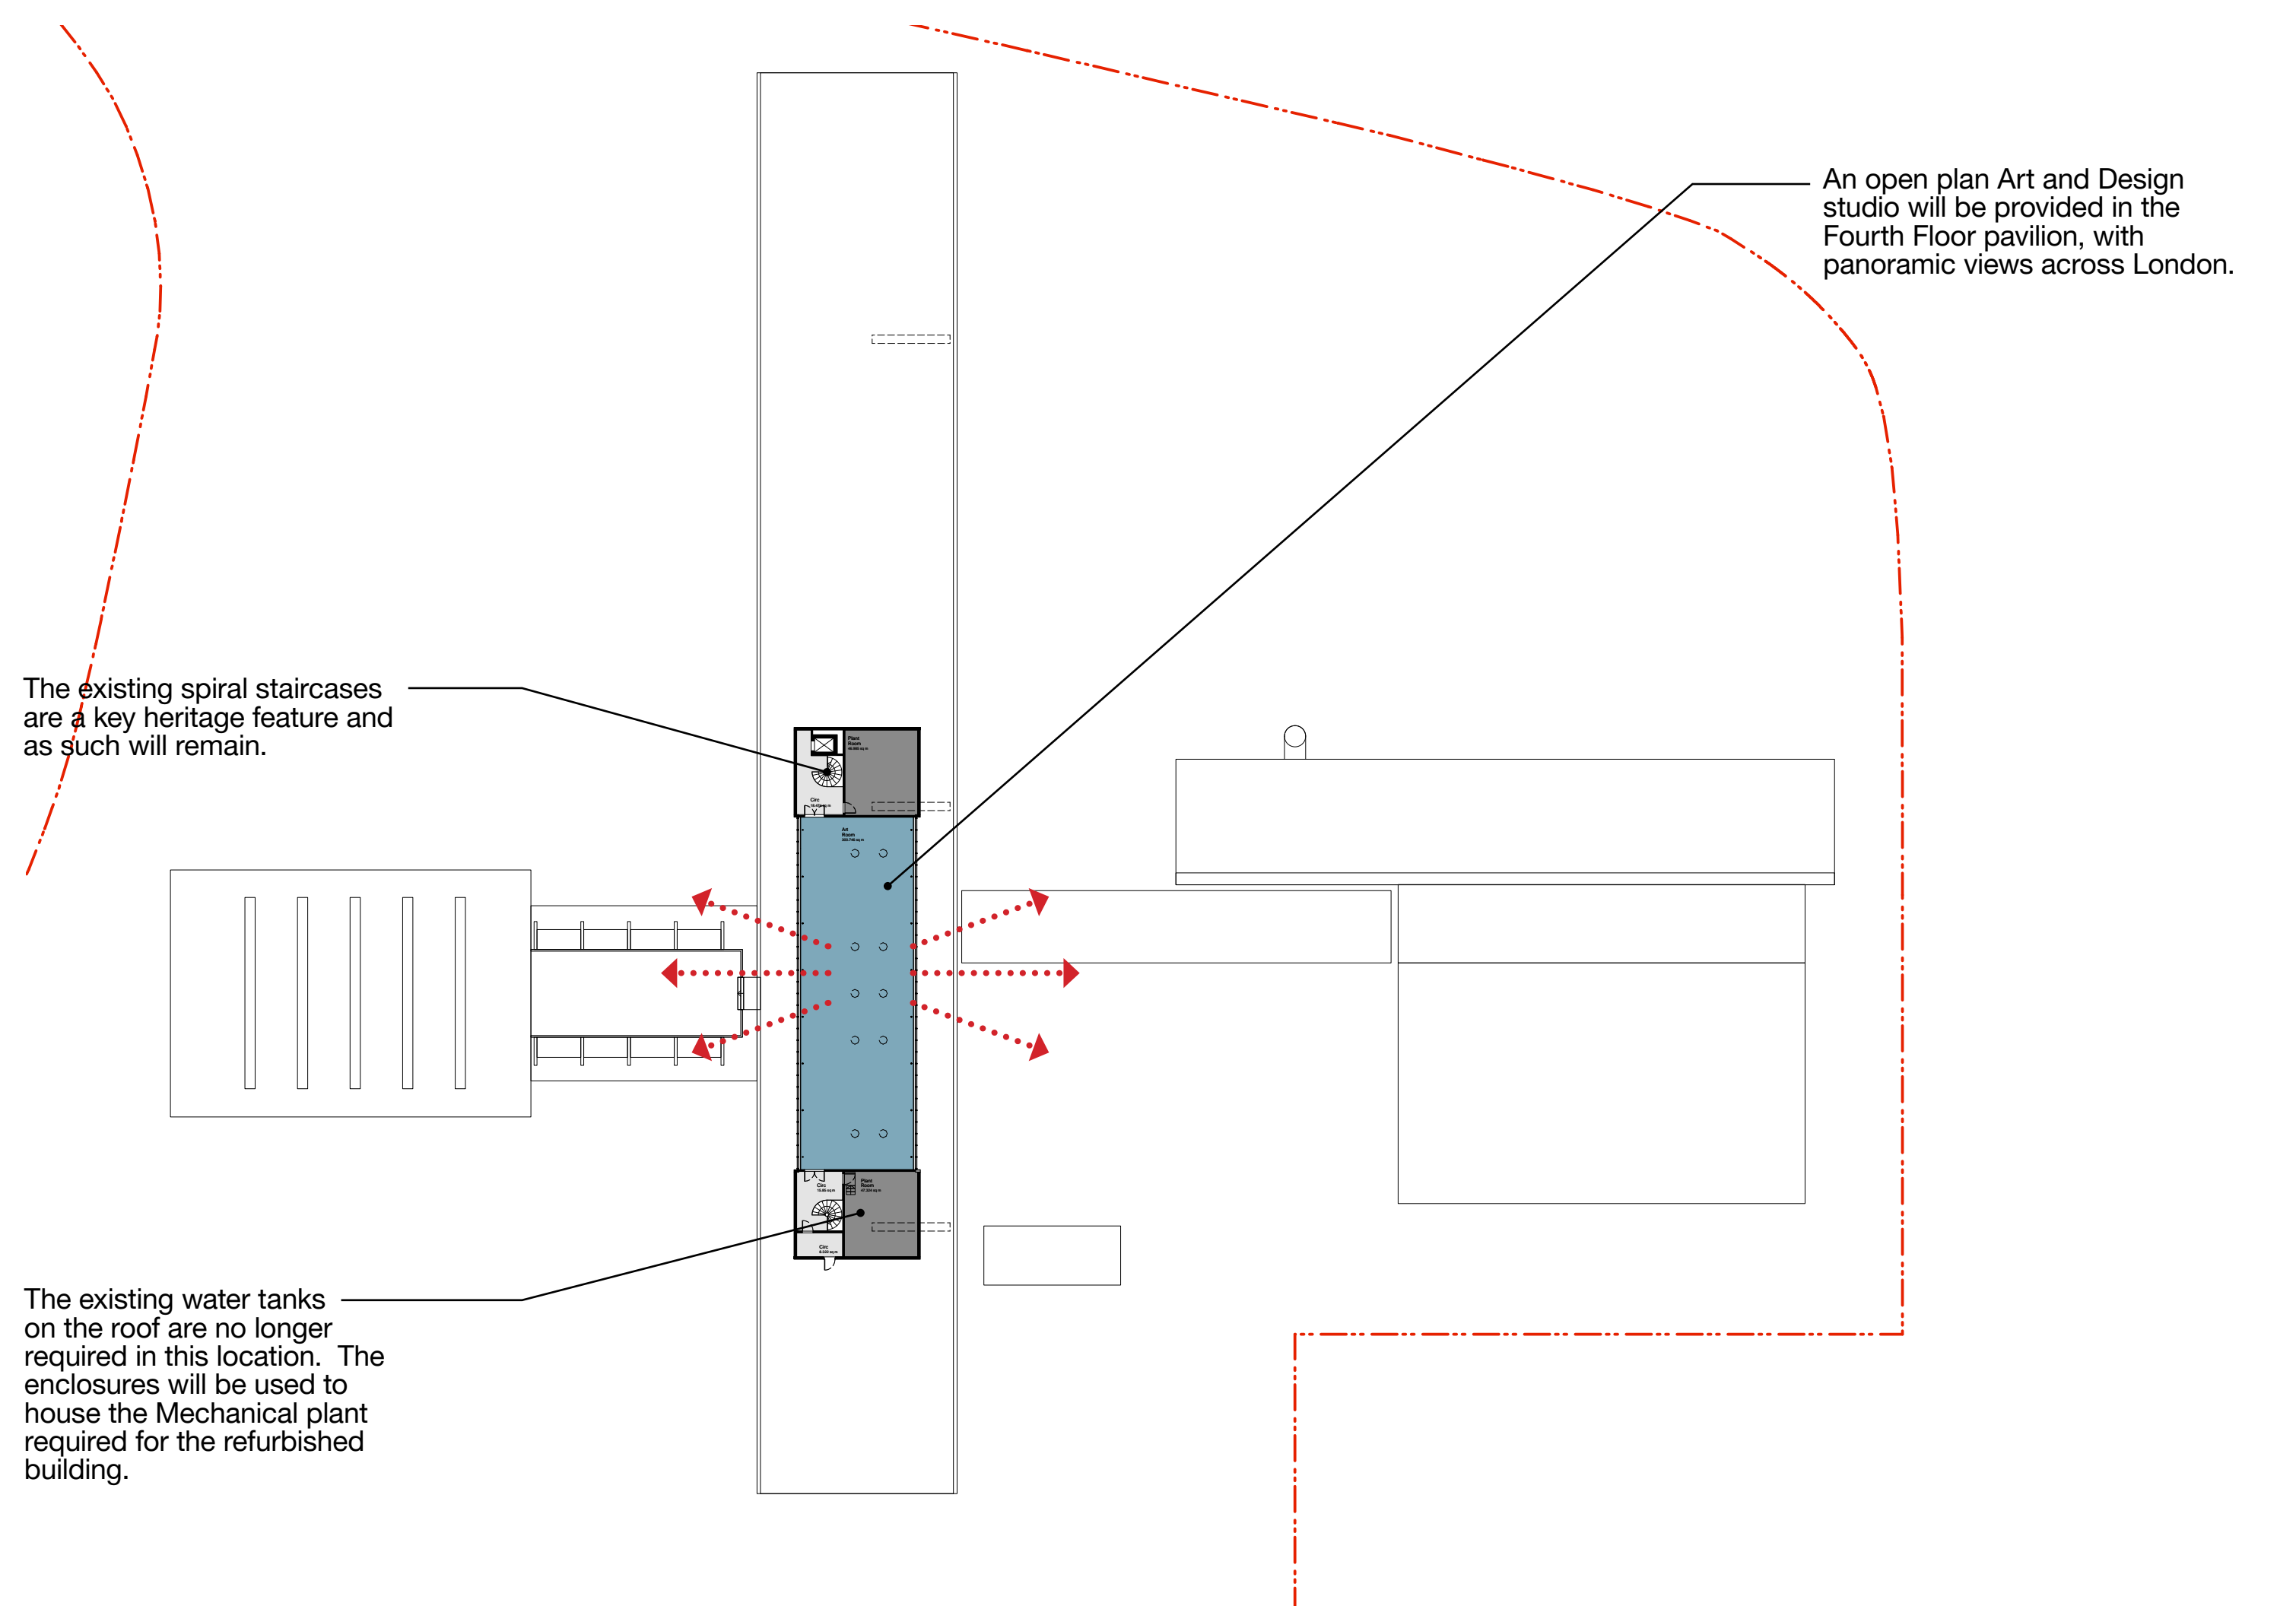 An open plan Art and Design
studio will be provided in the
Fourth Floor pavilion, with
panoramic views across London.
The existing spiral staircases
are a key heritage feature and
as such will remain.
Plant
Room
Circ
Art
Room
Circ
Plant
Room
Circ
The existing water tanks
on the roof are no longer
required in this location. The
enclosures will be used to
house the Mechanical plant
required for the refurbished
building.